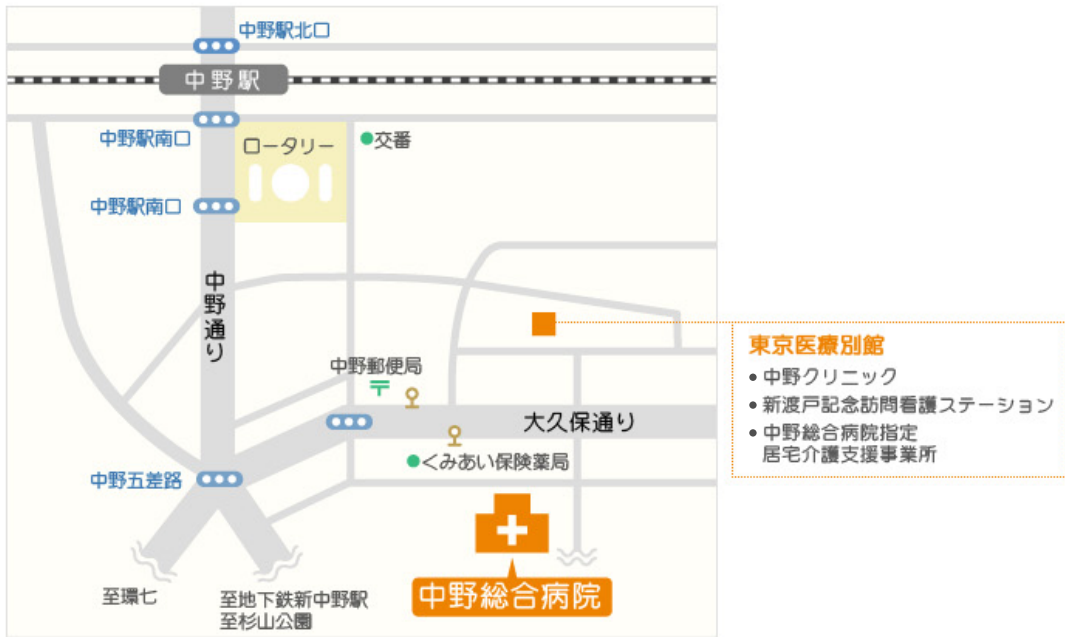 中野駅北口
中野駅
中野駅南口
ロータリー
交番
中野駅南口
中野通り
東京医療別館
中野クリニック
新渡戸記念訪問看護ステーション
中野総合病院指定
居宅介護支援事業所
中野郵便局
大久保通り
くみあい保険薬局
中野五差路
中野総合病院
至環七
至地下鉄新中野駅
至杉山公園